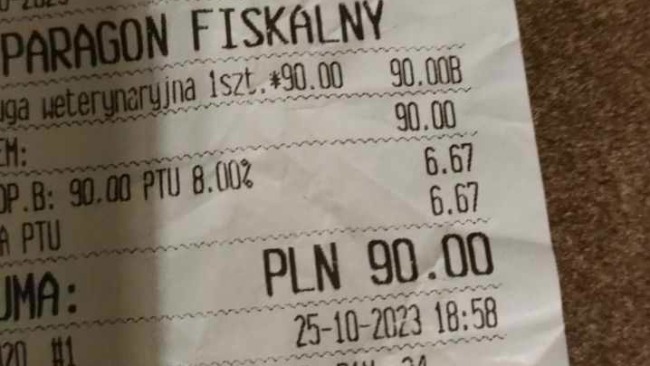 PARAGON FISKALNY
uga weterynaryjna 1szt.*90.00 90.00B
90.00
EM:
OP.B: 90.00 PTU 8.00% 6.67
A PTU 6.67
UMA: PLN 90.00
25-10-2023 18:58
#1